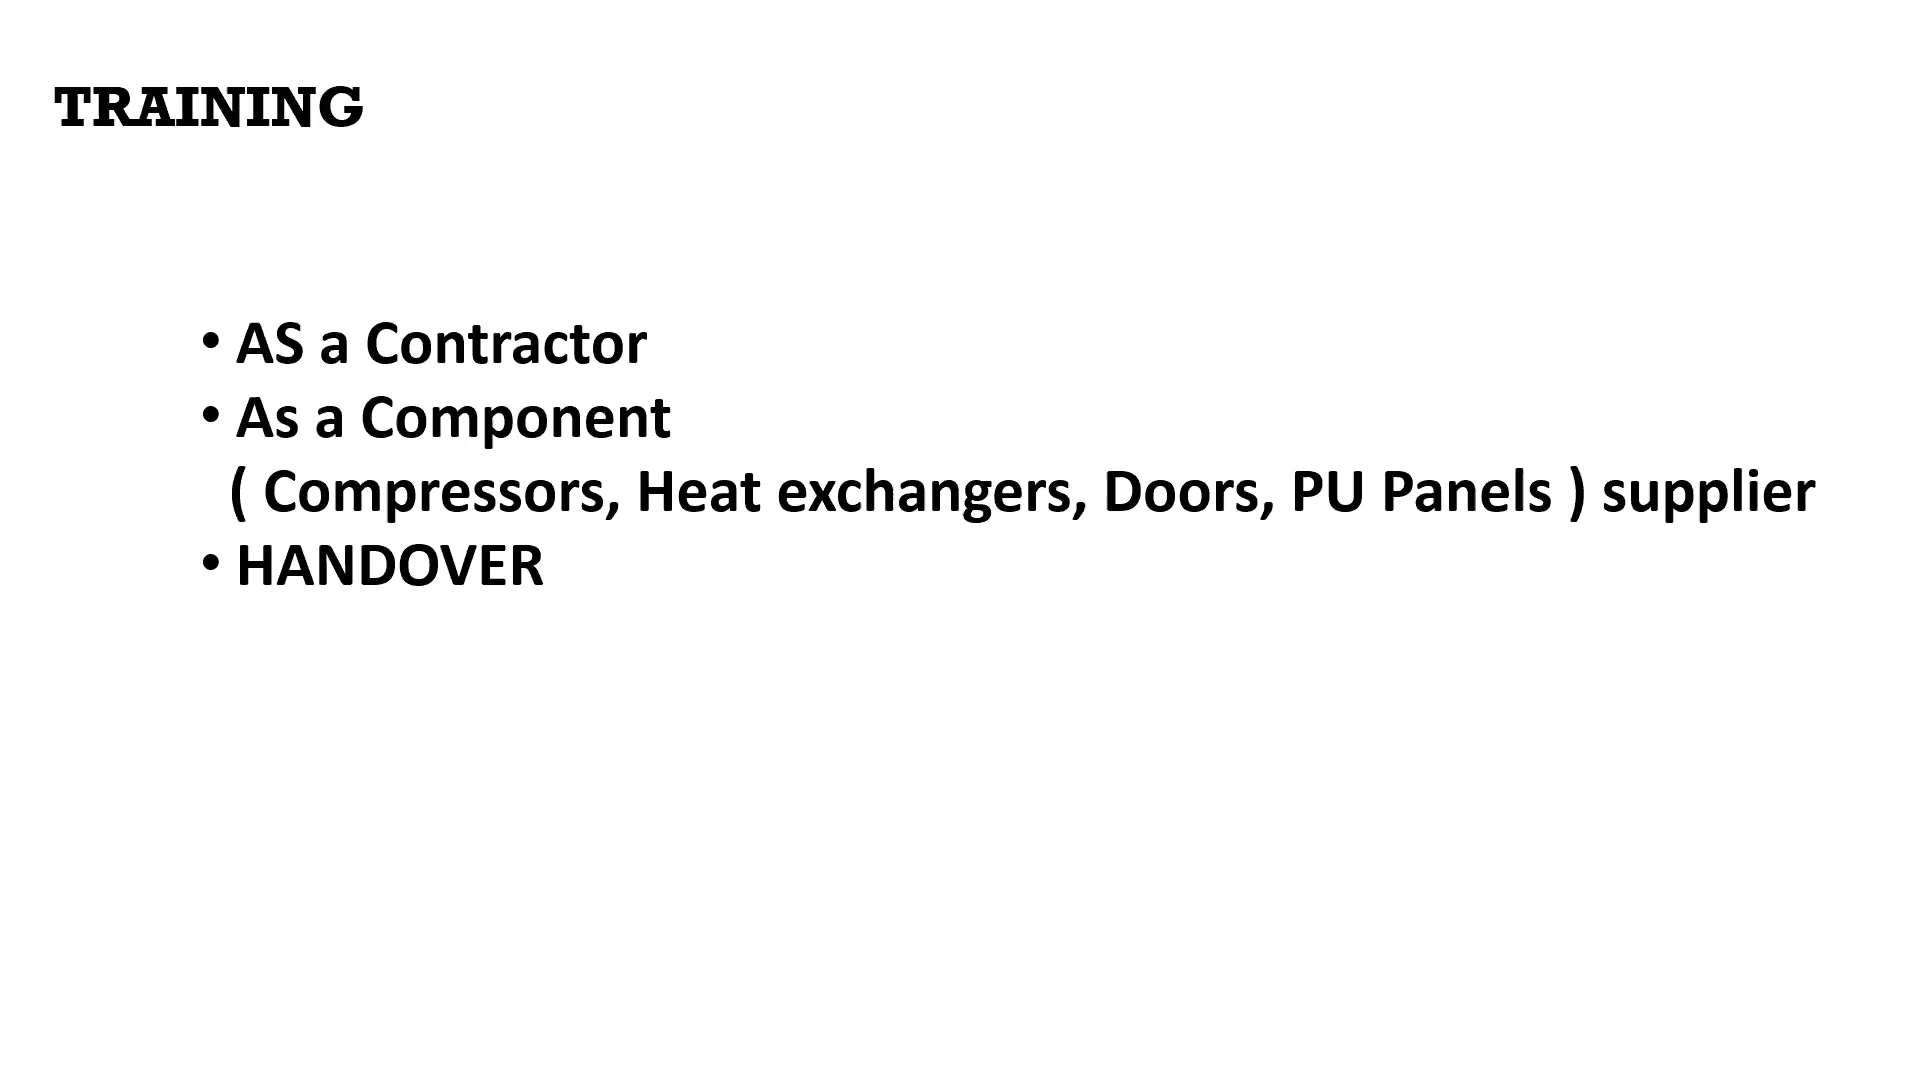 TRAINING
• AS a Contractor
• As a Component
( Compressors, Heat exchangers, Doors, PU Panels ) supplier
• HANDOVER